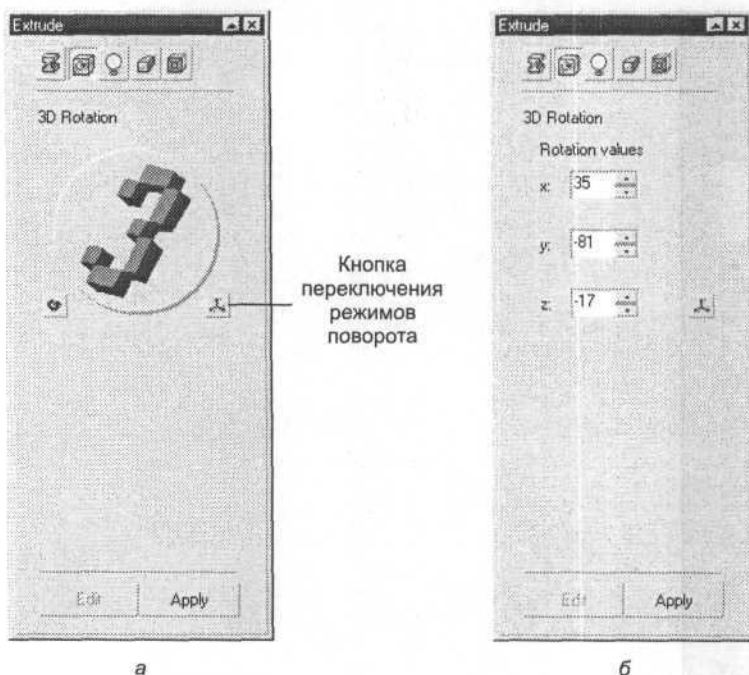 Extrude
3D Rotation
Кнопка
переключения
режимов
поворота
Edit
Apply
а
Extrude
3D Rotation
Rotation values
x: 35
y: -81
z: -17
Edit
Apply
б